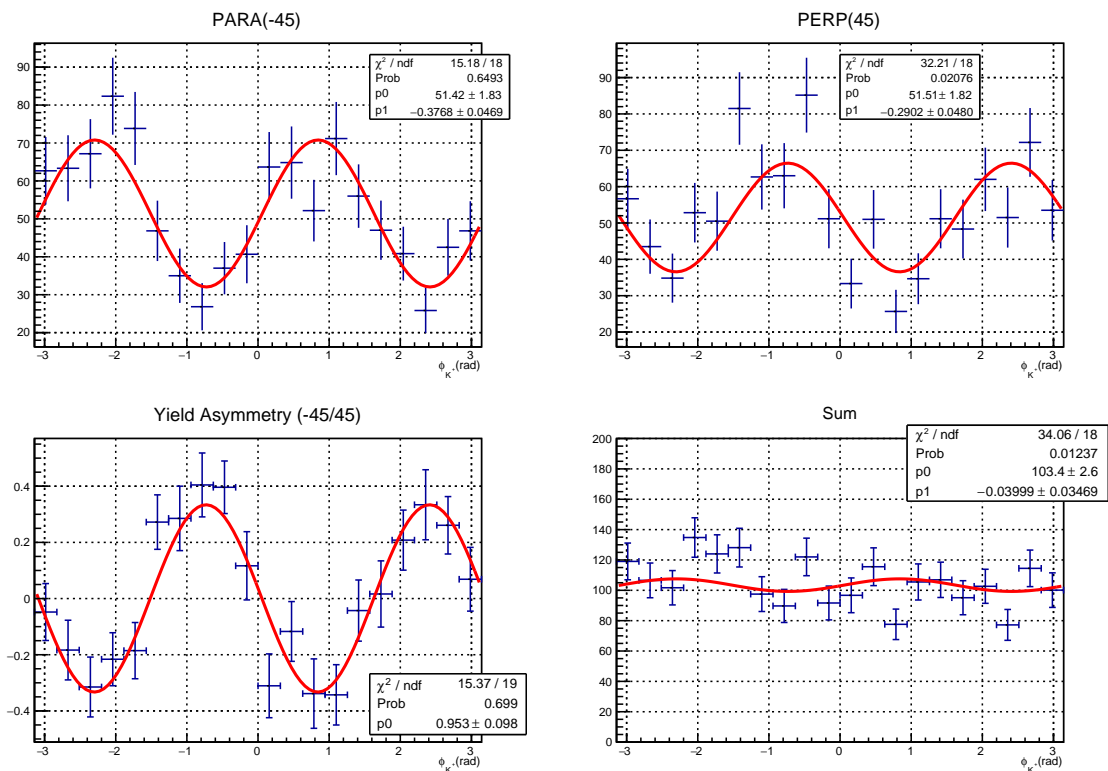 PARA(-45)
χ² / ndf 15.18 / 18
Prob 0.6493
p0 51.42 ± 1.83
p1 −0.3768 ± 0.0469
90
80
70
60
50
40
30
20
−3 −2 −1 0 1 2 3
ϕK⁺(rad)
PERP(45)
χ² / ndf 32.21 / 18
Prob 0.02076
p0 51.51 ± 1.82
p1 −0.2902 ± 0.0480
90
80
70
60
50
40
30
20
−3 −2 −1 0 1 2 3
ϕK⁺(rad)
Yield Asymmetry (-45/45)
0.4
0.2
0
−0.2
−0.4
χ² / ndf 15.37 / 19
Prob 0.699
p0 0.953 ± 0.098
−3 −2 −1 0 1 2 3
ϕK⁺(rad)
Sum
χ² / ndf 34.06 / 18
Prob 0.01237
p0 103.4 ± 2.6
p1 −0.03999 ± 0.03469
200
180
160
140
120
100
80
60
40
20
0
−3 −2 −1 0 1 2 3
ϕK⁺(rad)